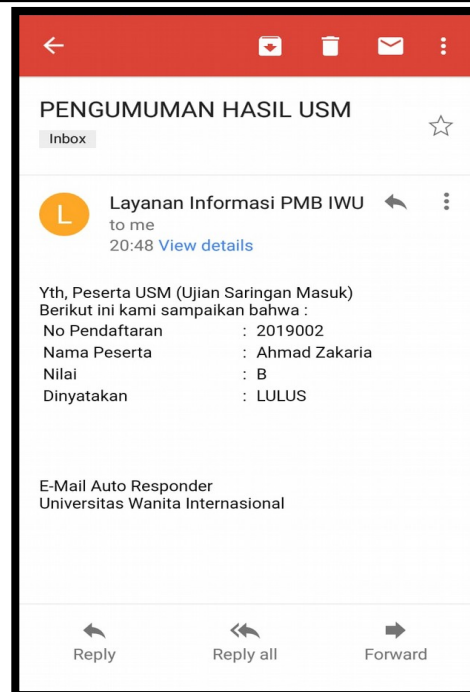 PENGUMUMAN HASIL USM
Inbox
L
Layanan Informasi PMB IWU
to me
20:48 View details
Yth, Peserta USM (Ujian Saringan Masuk)
Berikut ini kami sampaikan bahwa :
No Pendaftaran : 2019002
Nama Peserta : Ahmad Zakaria
Nilai : B
Dinyatakan : LULUS
E-Mail Auto Responder
Universitas Wanita Internasional
Reply Reply all Forward